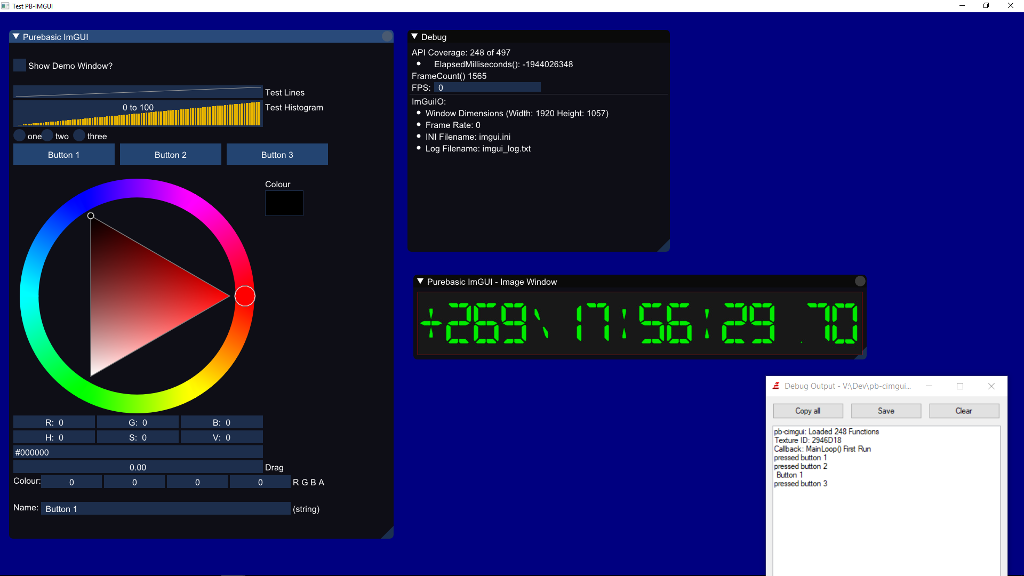 Test PB-IMGUI
Purebasic ImGUI
Show Demo Window?
Test Lines
0 to 100
Test Histogram
one two three
Button 1 Button 2 Button 3
Colour
R: 0 G: 0 B: 0
H: 0 S: 0 V: 0
#000000
0.00 Drag
Colour: 0 0 0 0 R G B A
Name: Button 1 (string)
Debug
API Coverage: 248 of 497
ElapsedMilliseconds(): -1944026348
FrameCount() 1565
FPS: 0
ImGuiIO:
Window Dimensions (Width: 1920 Height: 1057)
Frame Rate: 0
INI Filename: imgui.ini
Log Filename: imgui_log.txt
Purebasic ImGUI - Image Window
+269\ 17:56:29 .70
Debug Output - V:\Dev\pb-cimgui...
Copy all Save Clear
pb-cimgui: Loaded 248 Functions
Texture ID: 2946D18
Callback: MainLoop() First Run
pressed button 1
pressed button 2
Button 1
pressed button 3